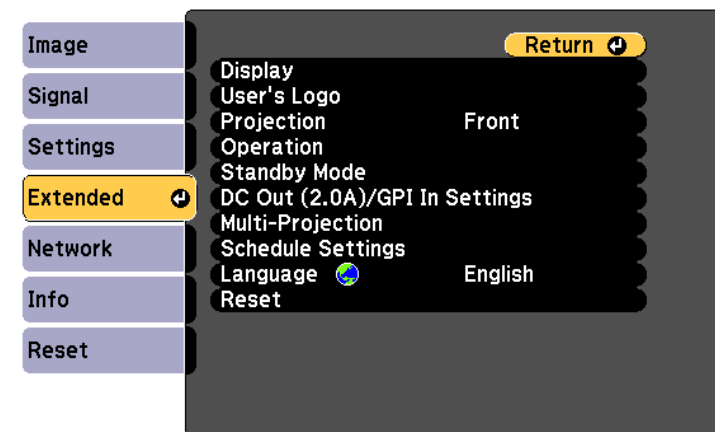 Image
Signal
Settings
Extended
Network
Info
Reset
Return
Display
User's Logo
Projection Front
Operation
Standby Mode
DC Out (2.0A)/GPI In Settings
Multi-Projection
Schedule Settings
Language English
Reset